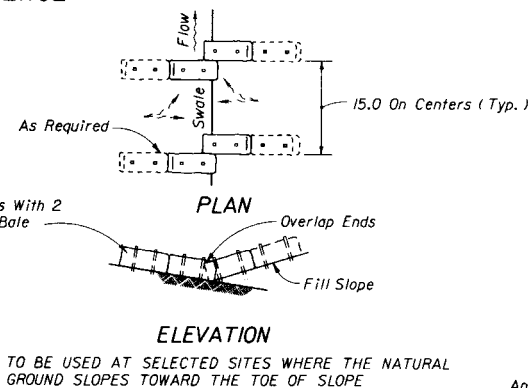 Flow
Swale
15.0 On Centers (Typ.)
As Required
PLAN
s With 2
Bale
Overlap Ends
Fill Slope
ELEVATION
TO BE USED AT SELECTED SITES WHERE THE NATURAL
GROUND SLOPES TOWARD THE TOE OF SLOPE